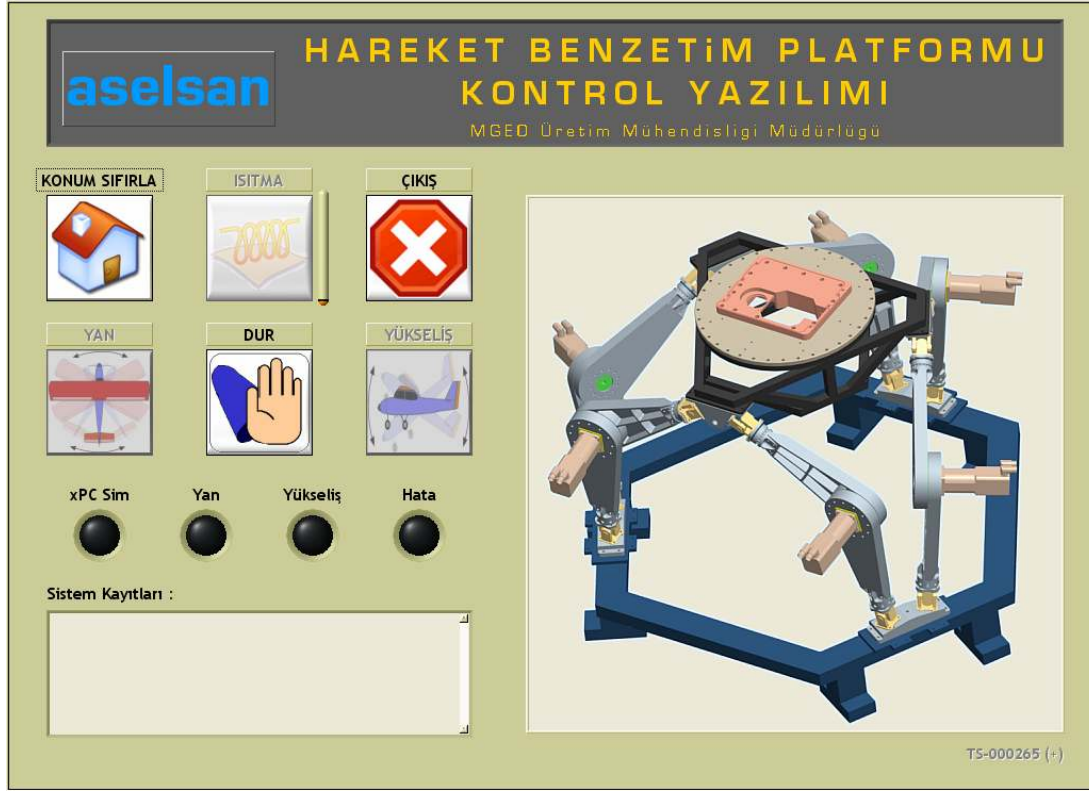 aselsan
HAREKET BENZETiM PLATFORMU
KONTROL YAZILIMI
MGEO Üretim Mühendisligi Müdürlügü
KONUM SIFIRLA
ISITMA
ÇIKIŞ
YAN
DUR
YÜKSELİŞ
xPC Sim
Yan
Yükseliş
Hata
Sistem Kayıtları :
TS-000265 (+)